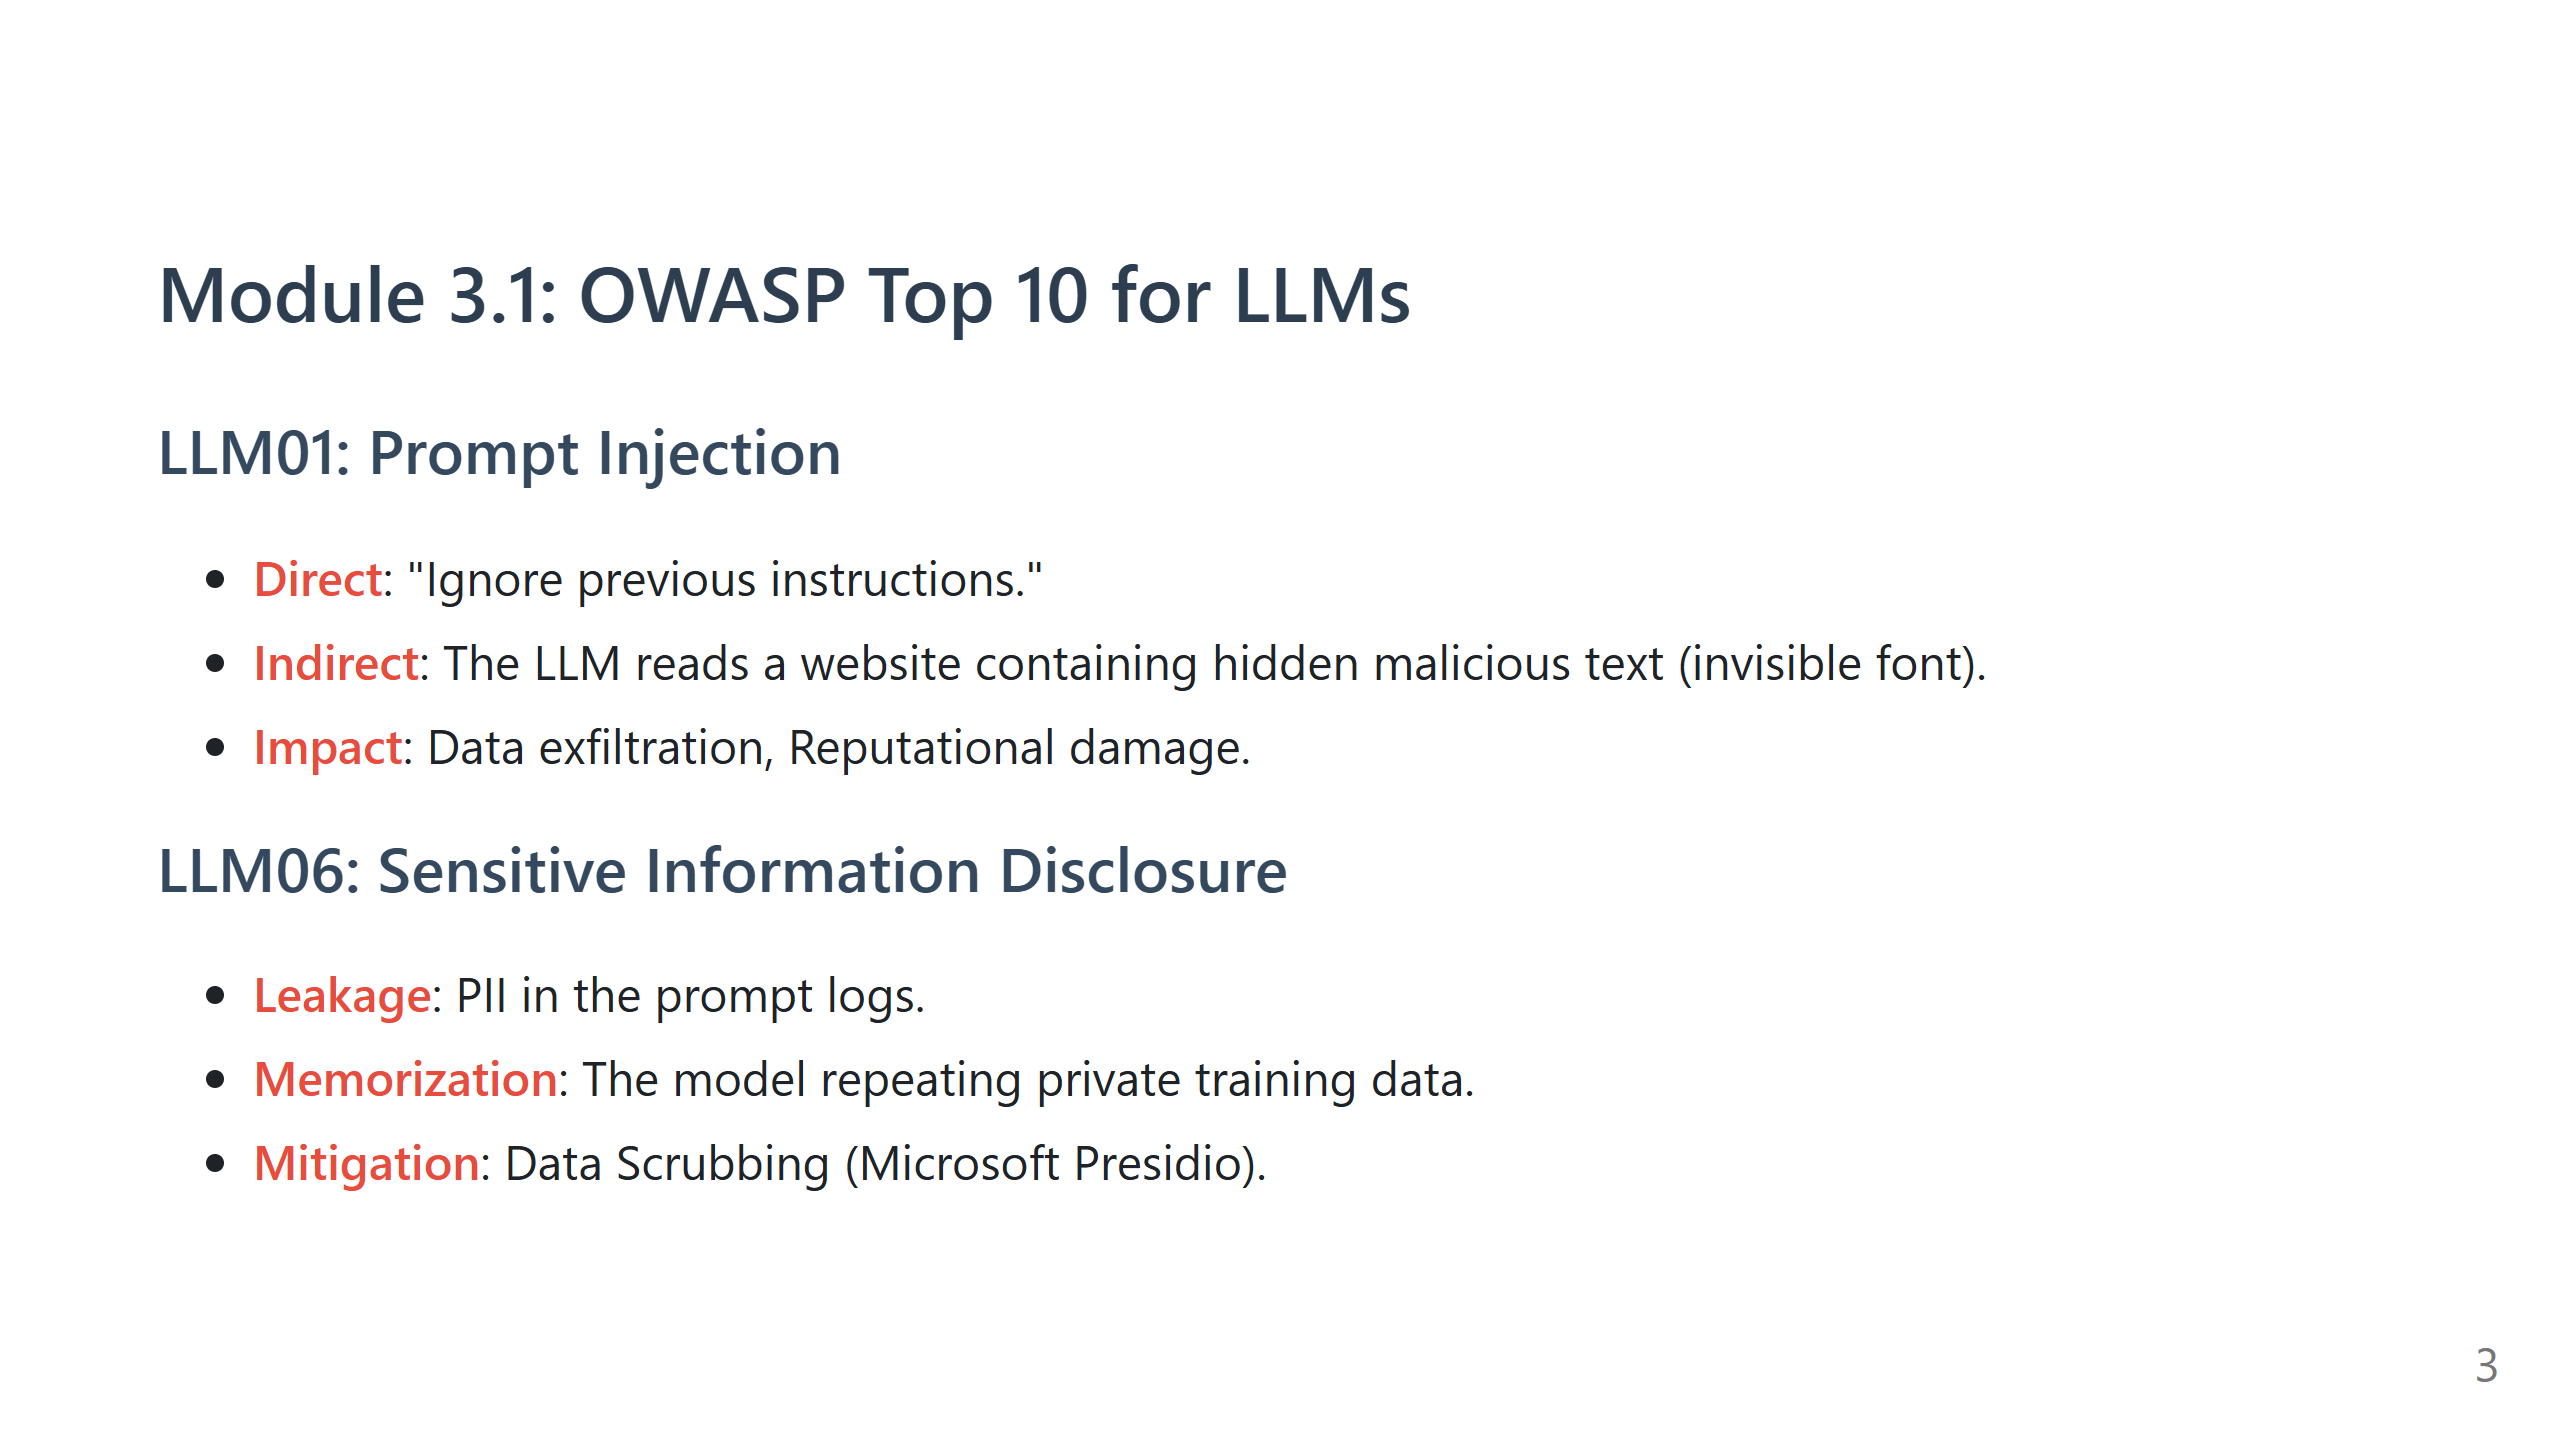 Module 3.1: OWASP Top 10 for LLMs
LLM01: Prompt Injection
• Direct: "Ignore previous instructions."
• Indirect: The LLM reads a website containing hidden malicious text (invisible font).
• Impact: Data exfiltration, Reputational damage.
LLM06: Sensitive Information Disclosure
• Leakage: PII in the prompt logs.
• Memorization: The model repeating private training data.
• Mitigation: Data Scrubbing (Microsoft Presidio).
3